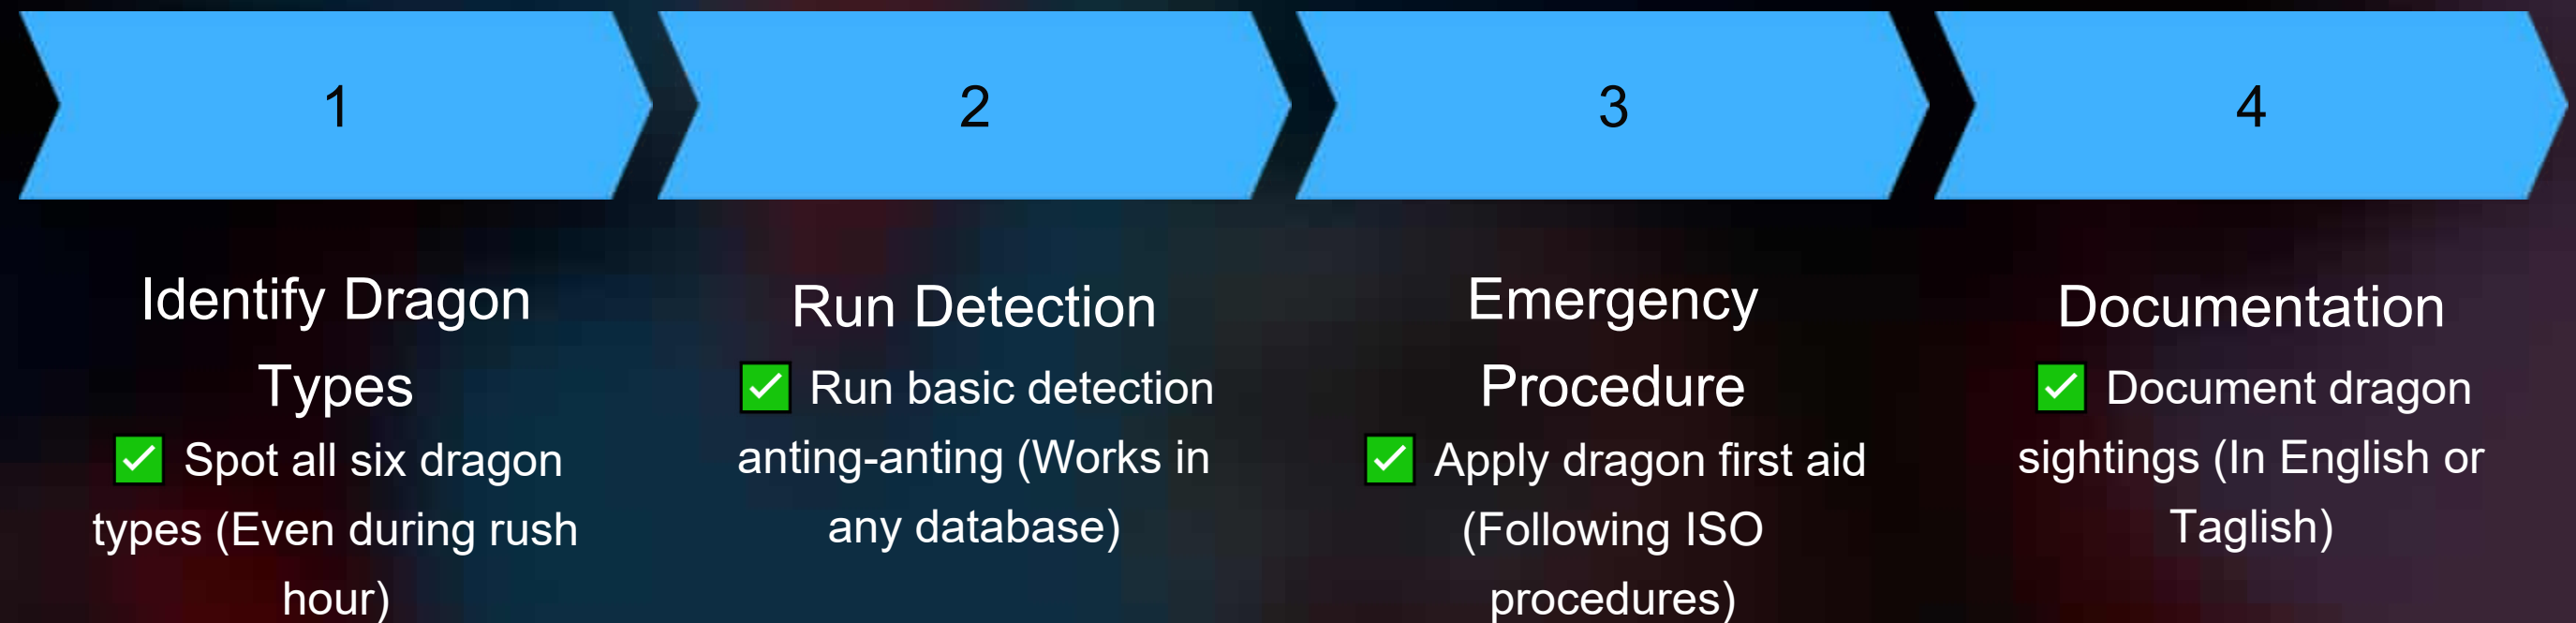 1
2
3
4
Identify Dragon
Types
✅ Spot all six dragon
types (Even during rush
hour)
Run Detection
✅ Run basic detection
anting-anting (Works in
any database)
Emergency
Procedure
✅ Apply dragon first aid
(Following ISO
procedures)
Documentation
✅ Document dragon
sightings (In English or
Taglish)